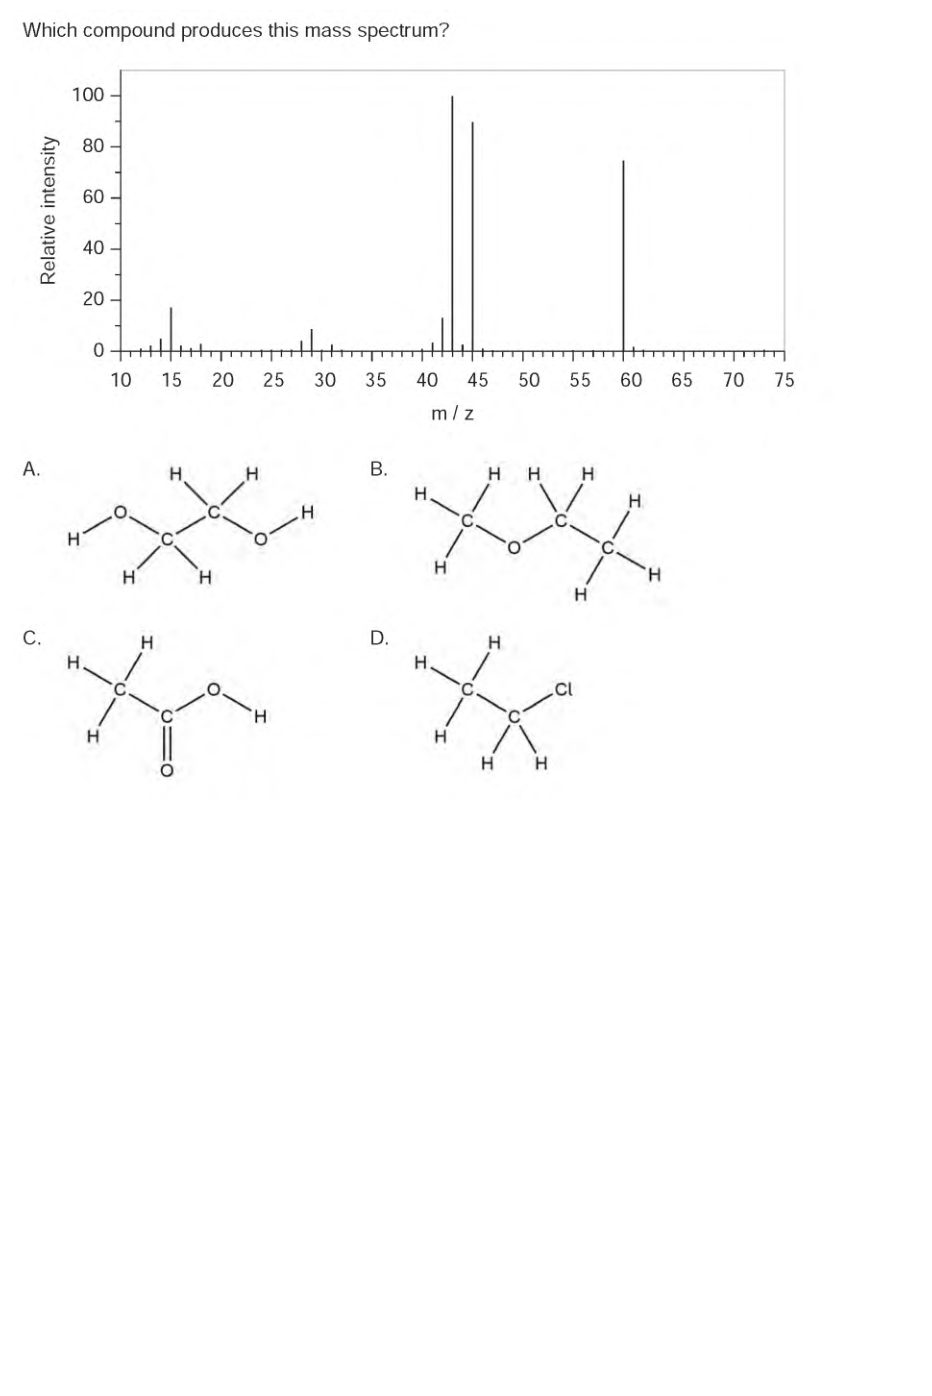 Which compound produces this mass spectrum?
100
80
60
40
20
0
Relative intensity
10 15 20 25 30 35 40 45 50 55 60 65 70 75
m / z
A.
H H
O C H
H C O
H H
B.
H H H
H H
C C
O C
H H
H
C.
H
H
C O
C H
H
O
D.
H
H
C Cl
C
H
H H